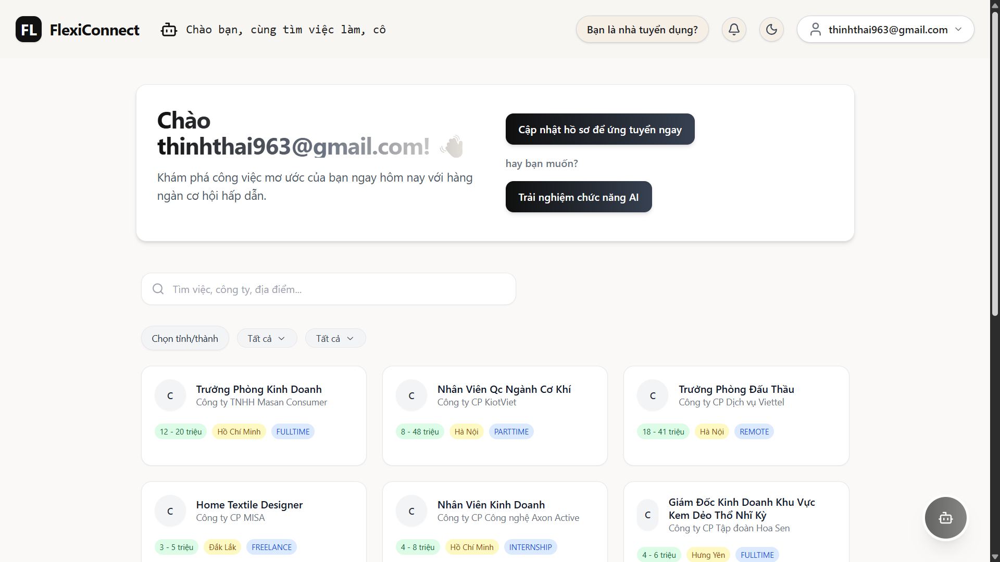 FL FlexiConnect
Chào bạn, cùng tìm việc làm, cô
Bạn là nhà tuyển dụng?
thinhthai963@gmail.com
Chào
thinhthai963@gmail.com! 👋
Khám phá công việc mơ ước của bạn ngay hôm nay với hàng
ngàn cơ hội hấp dẫn.
Cập nhật hồ sơ để ứng tuyển ngay
hay bạn muốn?
Trải nghiệm chức năng AI
Tìm việc, công ty, địa điểm...
Chọn tỉnh/thành
Tất cả
Tất cả
C
Trưởng Phòng Kinh Doanh
Công ty TNHH Masan Consumer
12 - 20 triệu
Hồ Chí Minh
FULLTIME
C
Nhân Viên Qc Ngành Cơ Khí
Công ty CP KiotViet
8 - 48 triệu
Hà Nội
PARTTIME
C
Trưởng Phòng Đấu Thầu
Công ty CP Dịch vụ Viettel
18 - 41 triệu
Hà Nội
REMOTE
C
Home Textile Designer
Công ty CP MISA
3 - 5 triệu
Đắk Lắk
FREELANCE
C
Nhân Viên Kinh Doanh
Công ty CP Công nghệ Axon Active
4 - 8 triệu
Hồ Chí Minh
INTERNSHIP
C
Giám Đốc Kinh Doanh Khu Vực
Kem Dẻo Thổ Nhĩ Kỳ
Công ty CP Tập đoàn Hoa Sen
4 - 6 triệu
Hưng Yên
FULLTIME